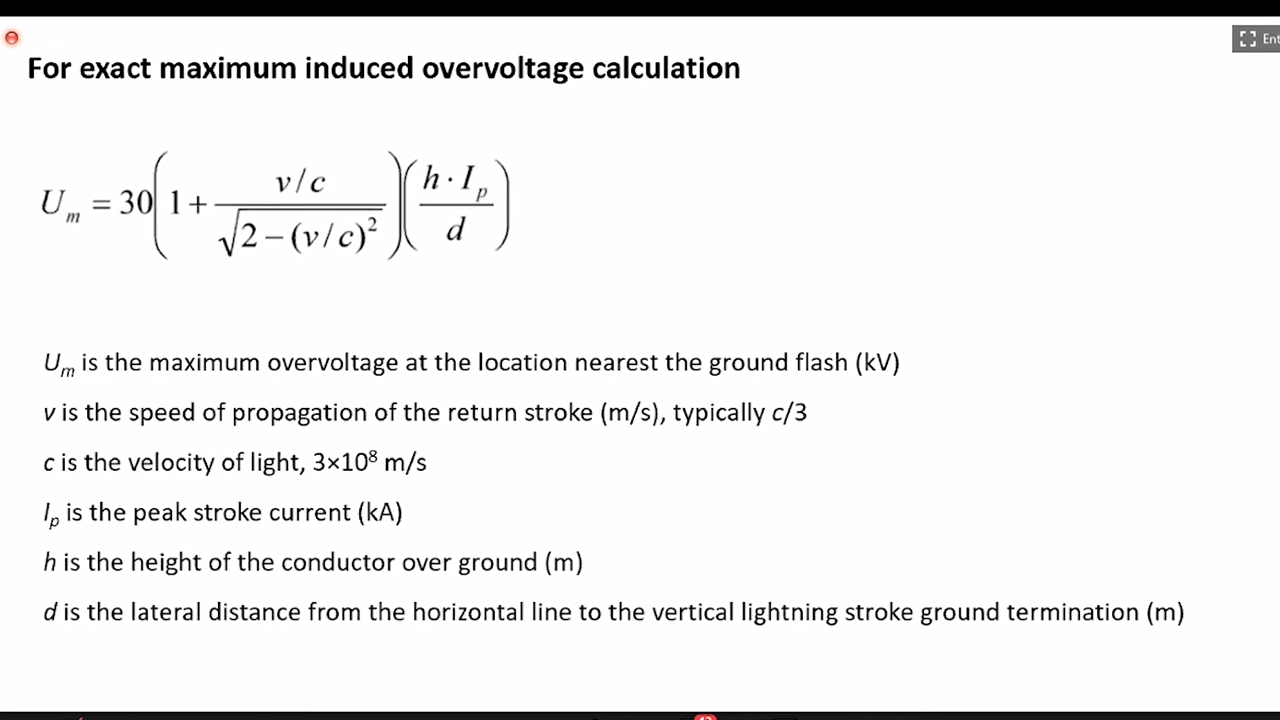 Ent
For exact maximum induced overvoltage calculation
U_m = 30(1 + (v/c)/√(2 − (v/c)²))((h · I_p)/d)
U_m is the maximum overvoltage at the location nearest the ground flash (kV)
v is the speed of propagation of the return stroke (m/s), typically c/3
c is the velocity of light, 3×10⁸ m/s
I_p is the peak stroke current (kA)
h is the height of the conductor over ground (m)
d is the lateral distance from the horizontal line to the vertical lightning stroke ground termination (m)